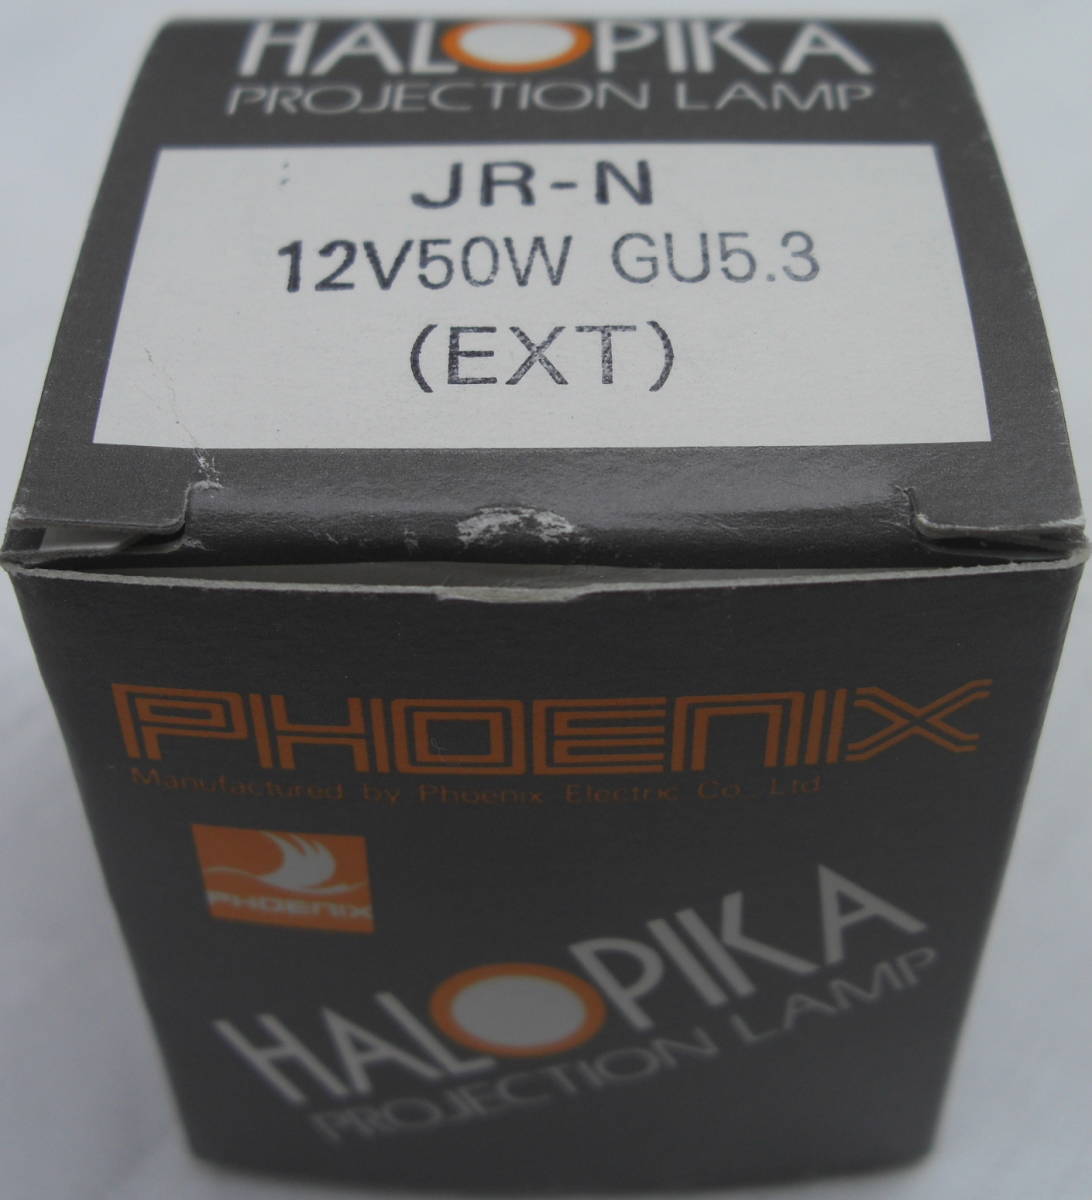 HALOPIKA
PROJECTION LAMP
JR-N
12V50W GU5.3
(EXT)
PHOENIX
Manufactured by Phoenix Electric Co., Ltd
PHOENIX
HALOPIKA
PROJECTION LAMP